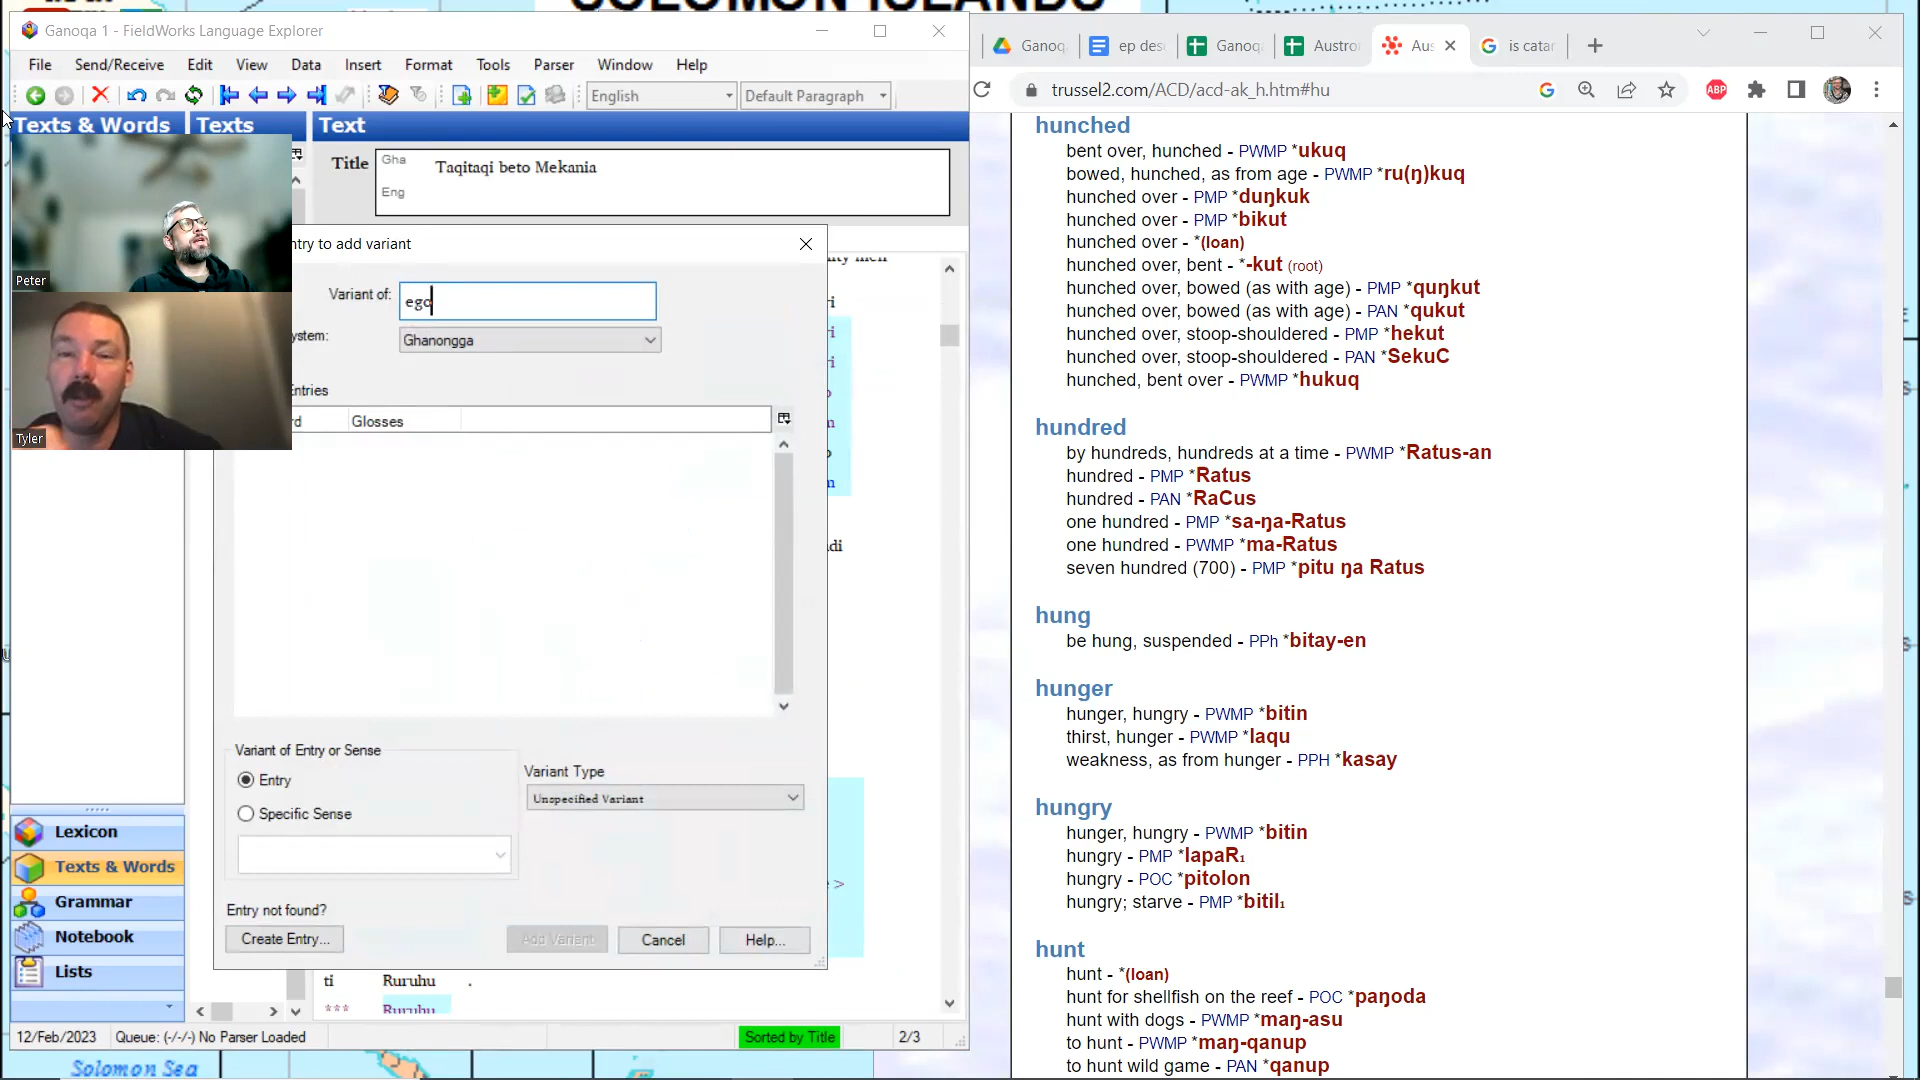 SOLOMON ISLANDS
Ganoqa 1 - FieldWorks Language Explorer
File Send/Receive Edit View Data Insert Format Tools Parser Window Help
English Default Paragraph
Texts & Words Texts Text
Title Gha Taqitaqi beto Mekania
Eng
Peter
Tyler
ntry to add variant
Variant of: ego
ystem: Ghanongga
Entries
rd Glosses
Variant of Entry or Sense
Entry
Specific Sense
Variant Type
Unspecified Variant
Entry not found?
Create Entry... Add Variant Cancel Help...
Lexicon
Texts & Words
Grammar
Notebook
Lists
ti Ruruhu .
*** Ruruhu
12/Feb/2023 Queue: (-/-/-) No Parser Loaded Sorted by Title 2/3
Solomon Sea
Ganoqa ep des Ganoqa Austro Aus is catar
trussel2.com/ACD/acd-ak_h.htm#hu
ABP
hunched
bent over, hunched - PWMP *ukuq
bowed, hunched, as from age - PWMP *ru(ŋ)kuq
hunched over - PMP *duŋkuk
hunched over - PMP *bikut
hunched over - *(loan)
hunched over, bent - *-kut (root)
hunched over, bowed (as with age) - PMP *quŋkut
hunched over, bowed (as with age) - PAN *qukut
hunched over, stoop-shouldered - PMP *hekut
hunched over, stoop-shouldered - PAN *SekuC
hunched, bent over - PWMP *hukuq
hundred
by hundreds, hundreds at a time - PWMP *Ratus-an
hundred - PMP *Ratus
hundred - PAN *RaCus
one hundred - PMP *sa-ŋa-Ratus
one hundred - PWMP *ma-Ratus
seven hundred (700) - PMP *pitu ŋa Ratus
hung
be hung, suspended - PPh *bitay-en
hunger
hunger, hungry - PWMP *bitin
thirst, hunger - PWMP *laqu
weakness, as from hunger - PPH *kasay
hungry
hunger, hungry - PWMP *bitin
hungry - PMP *lapaR₁
hungry - POC *pitolon
hungry; starve - PMP *bitil₁
hunt
hunt - *(loan)
hunt for shellfish on the reef - POC *paŋoda
hunt with dogs - PWMP *maŋ-asu
to hunt - PWMP *maŋ-qanup
to hunt wild game - PAN *qanup